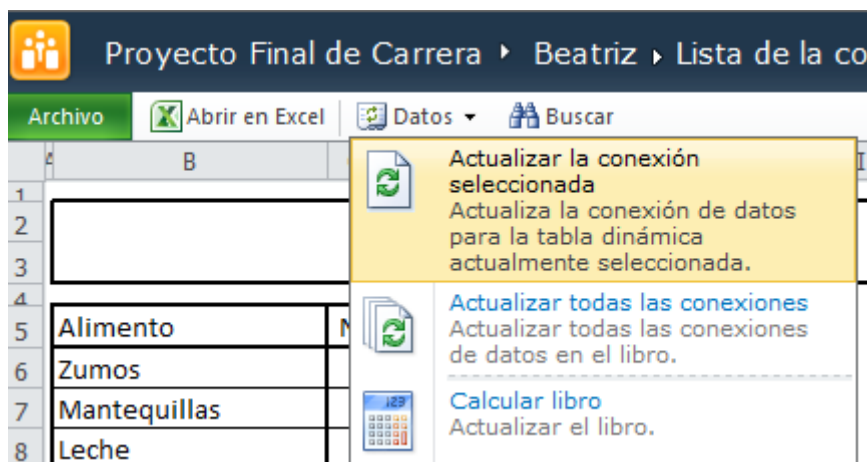 Proyecto Final de Carrera ▸ Beatriz ▸ Lista de la co
Archivo Abrir en Excel Datos Buscar
B
Actualizar la conexión
seleccionada
Actualiza la conexión de datos
para la tabla dinámica
actualmente seleccionada.
Actualizar todas las conexiones
Actualizar todas las conexiones
de datos en el libro.
Calcular libro
Actualizar el libro.
1
2
3
4
5 Alimento
6 Zumos
7 Mantequillas
8 Leche